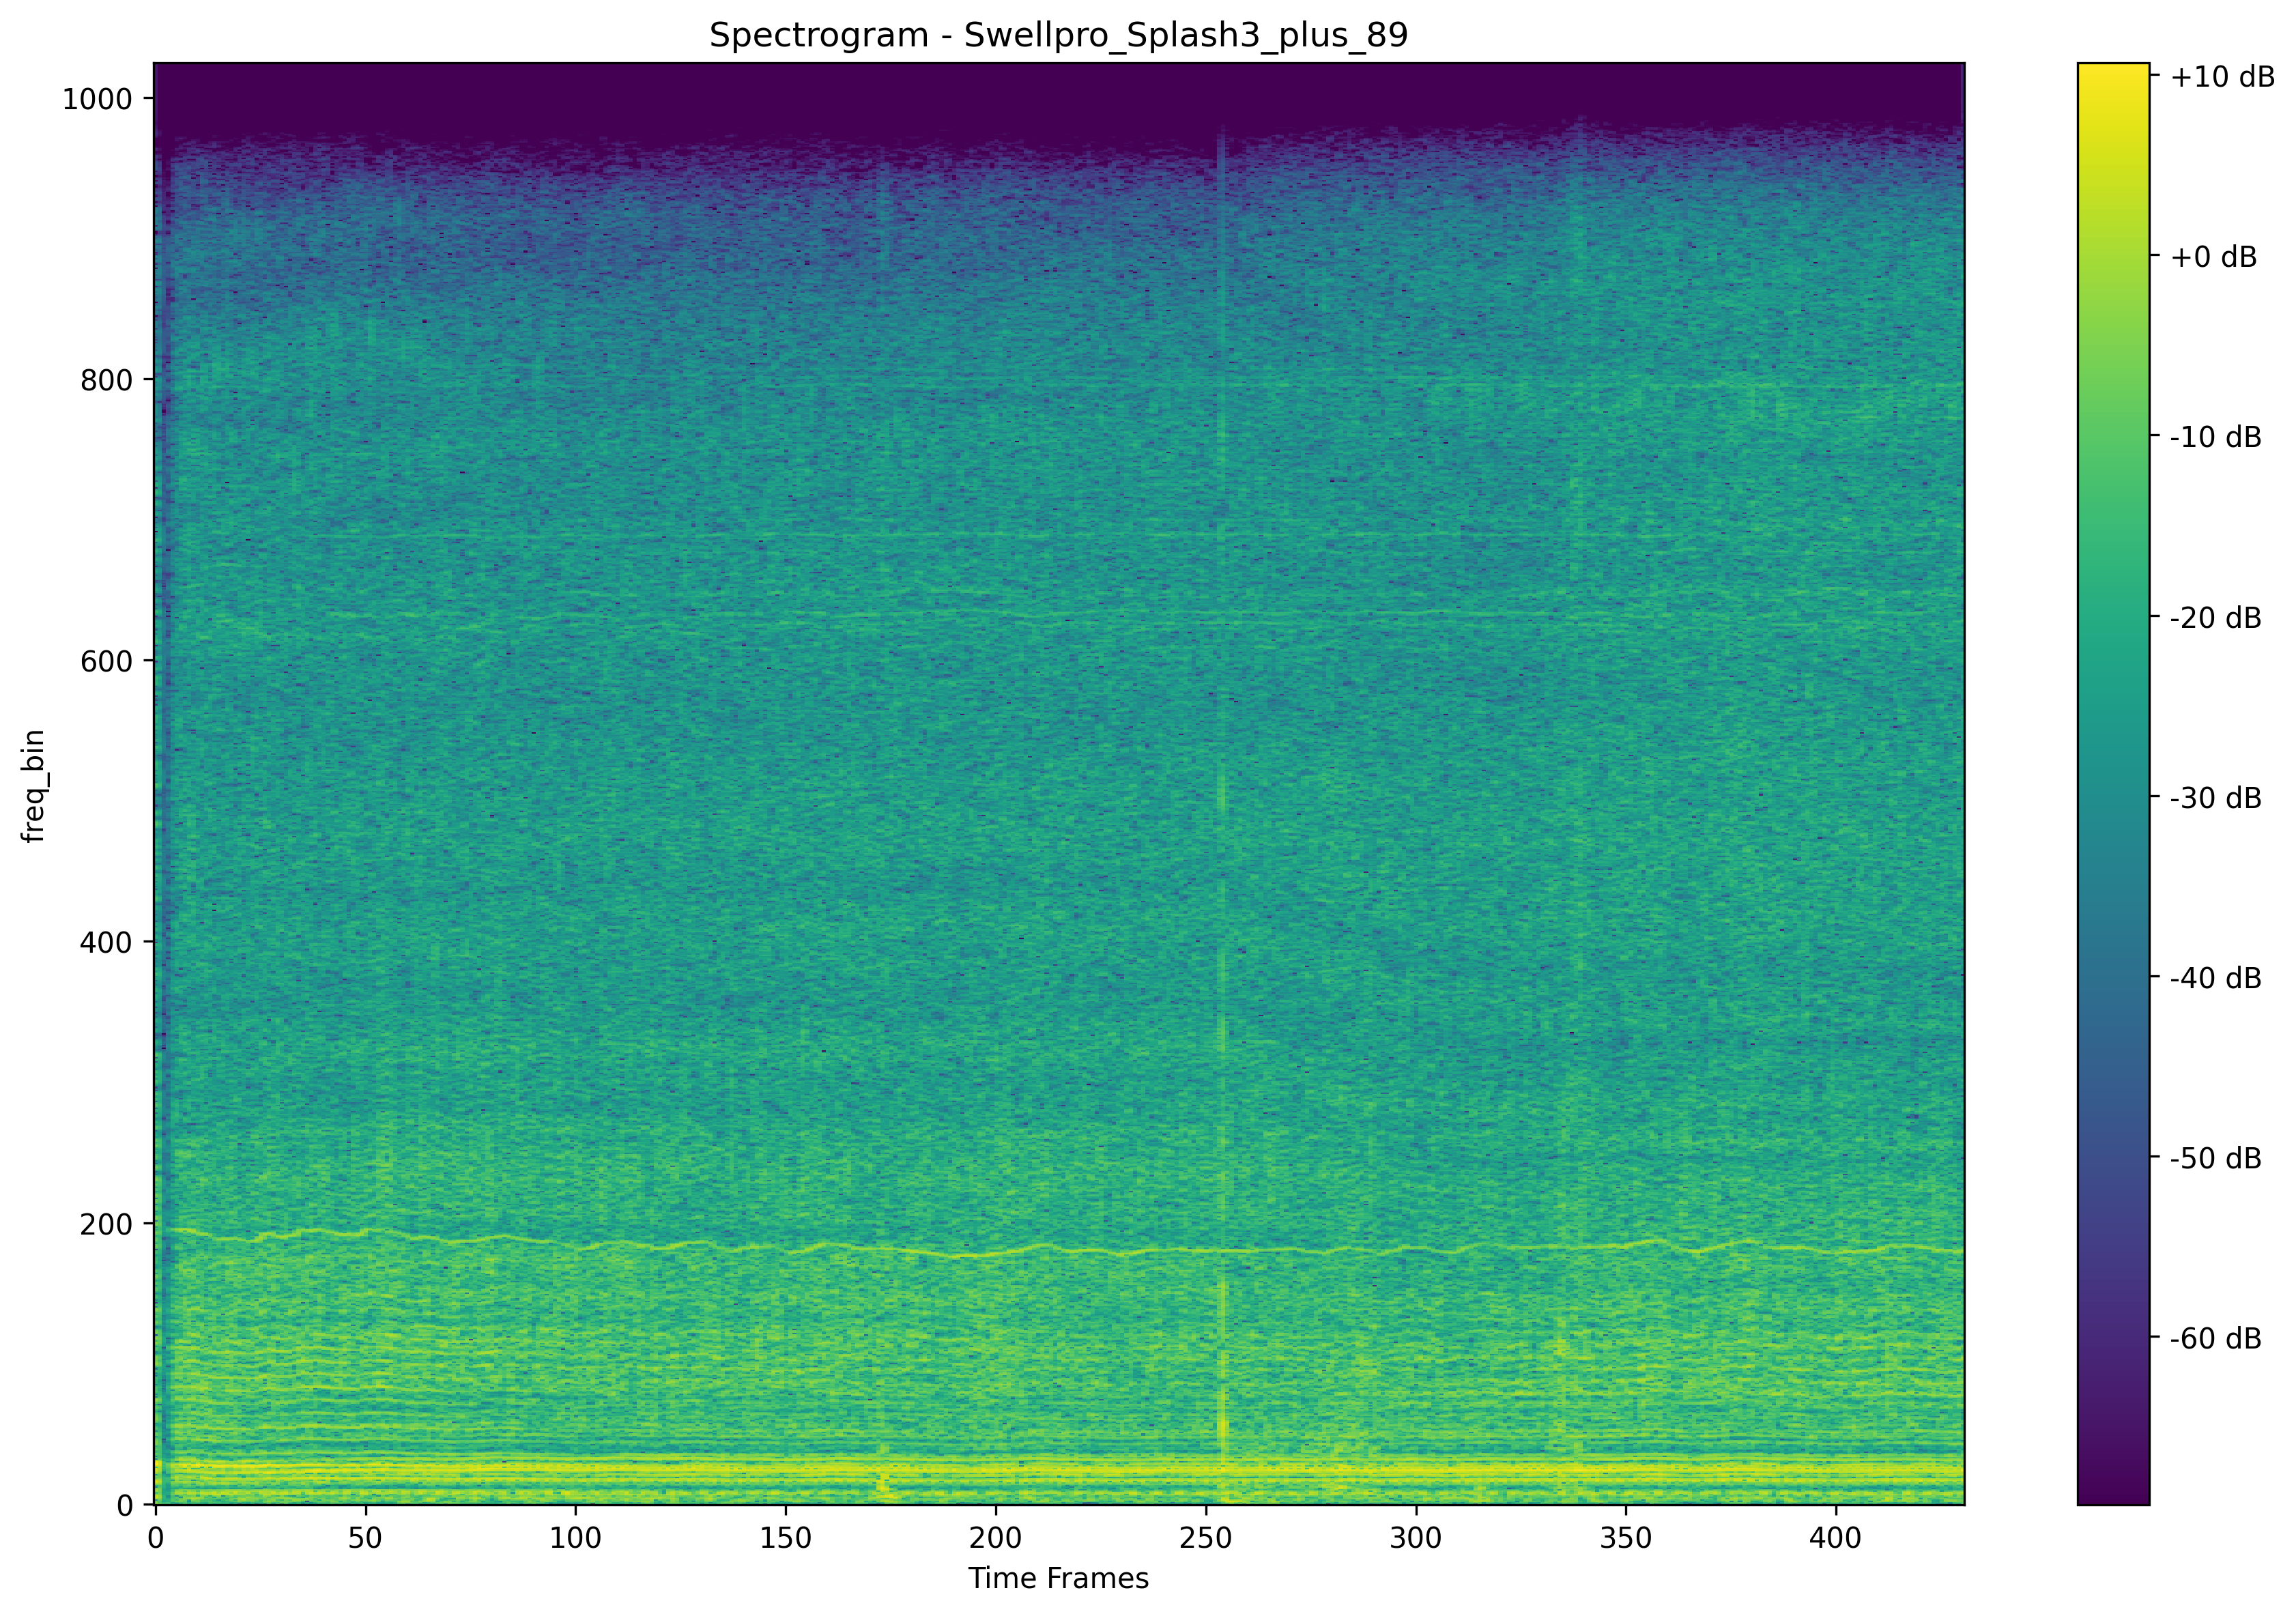 Spectrogram - Swellpro_Splash3_plus_89
1000
800
600
400
200
0
freq_bin
0 50 100 150 200 250 300 350 400
Time Frames
+10 dB
+0 dB
-10 dB
-20 dB
-30 dB
-40 dB
-50 dB
-60 dB